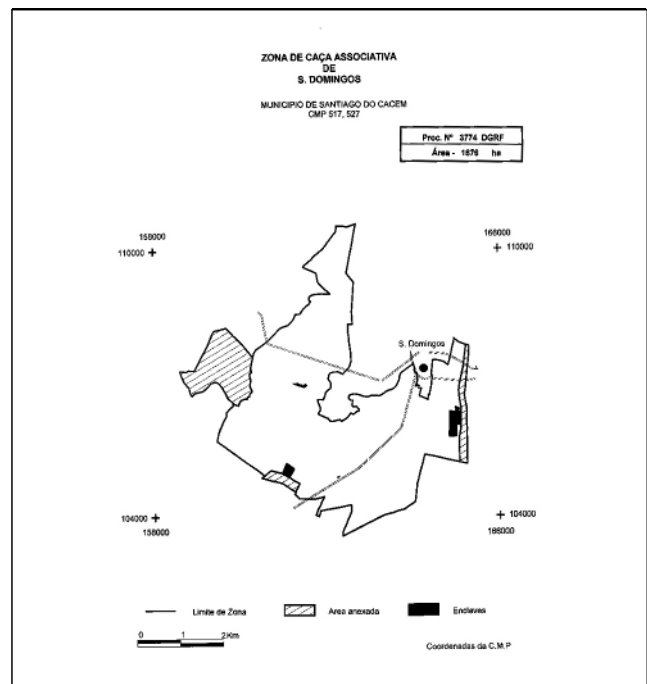 ZONA DE CAÇA ASSOCIATIVA
DE
S. DOMINGOS
MUNICIPIO DE SANTIAGO DO CACEM
CMP 517, 527
Proc. Nº 3774 DGRF
Área - 1676 ha
158000
110000
166000
110000
S. Domingos
104000
158000
104000
166000
Limite de Zona
Area anexada
Enclaves
0 1 2Km
Coordenadas da C.M.P